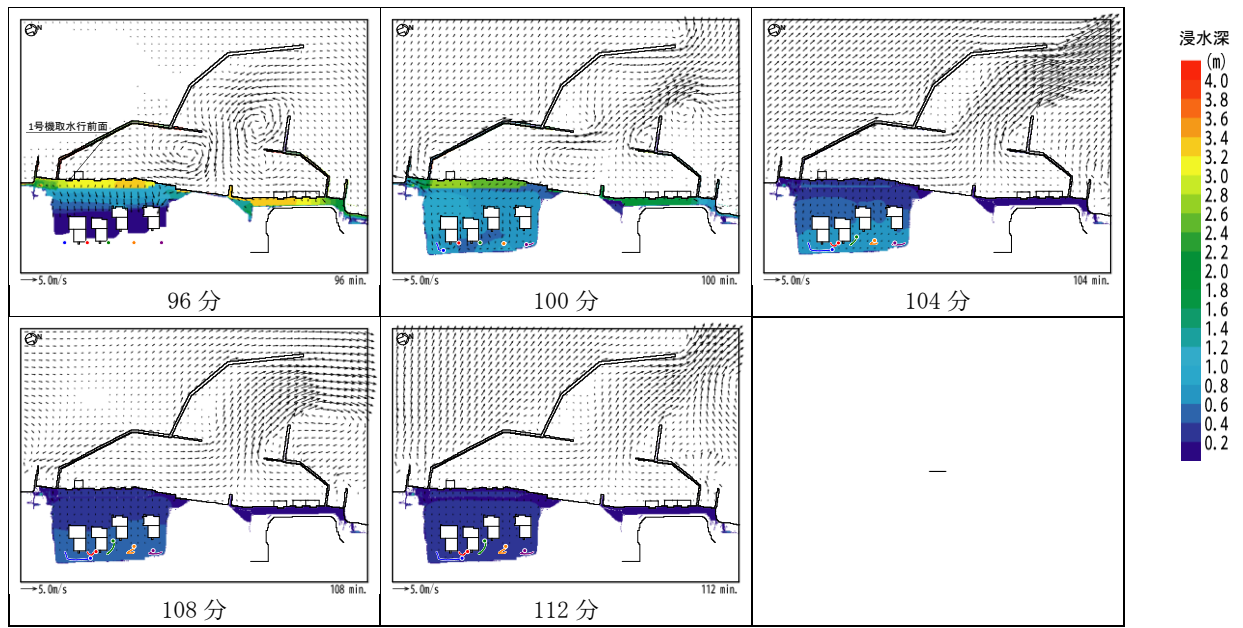 N
1号機取水行前面
5.0m/s
96 min.
96 分
N
5.0m/s
100 min.
100 分
N
5.0m/s
104 min.
104 分
N
5.0m/s
108 min.
108 分
N
5.0m/s
112 min.
112 分
—
浸水深
(m)
4.0
3.8
3.6
3.4
3.2
3.0
2.8
2.6
2.4
2.2
2.0
1.8
1.6
1.4
1.2
1.0
0.8
0.6
0.4
0.2